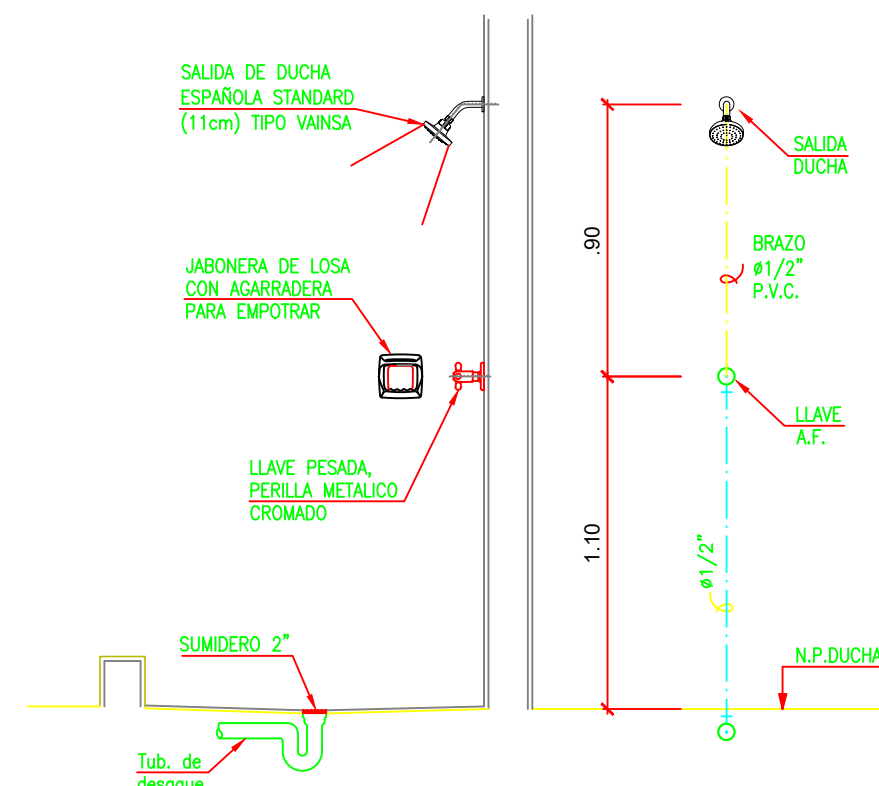 SALIDA DE DUCHA
ESPAÑOLA STANDARD
(11cm) TIPO VAINSA
JABONERA DE LOSA
CON AGARRADERA
PARA EMPOTRAR
LLAVE PESADA,
PERILLA METALICO
CROMADO
SUMIDERO 2"
Tub. de
desague
.90
1.10
SALIDA
DUCHA
BRAZO
ø1/2"
P.V.C.
LLAVE
A.F.
ø1/2"
N.P.DUCHA